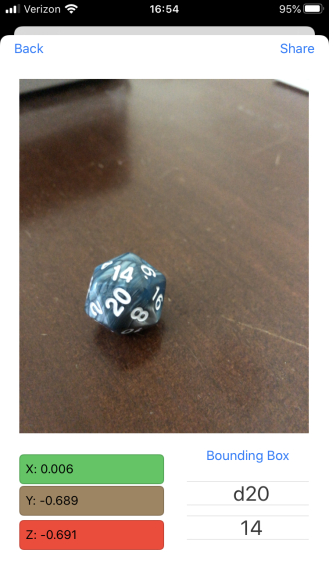 Verizon 16:54 95%
Back Share
14
20
8
16
X: 0.006
Y: -0.689
Z: -0.691
Bounding Box
d20
14